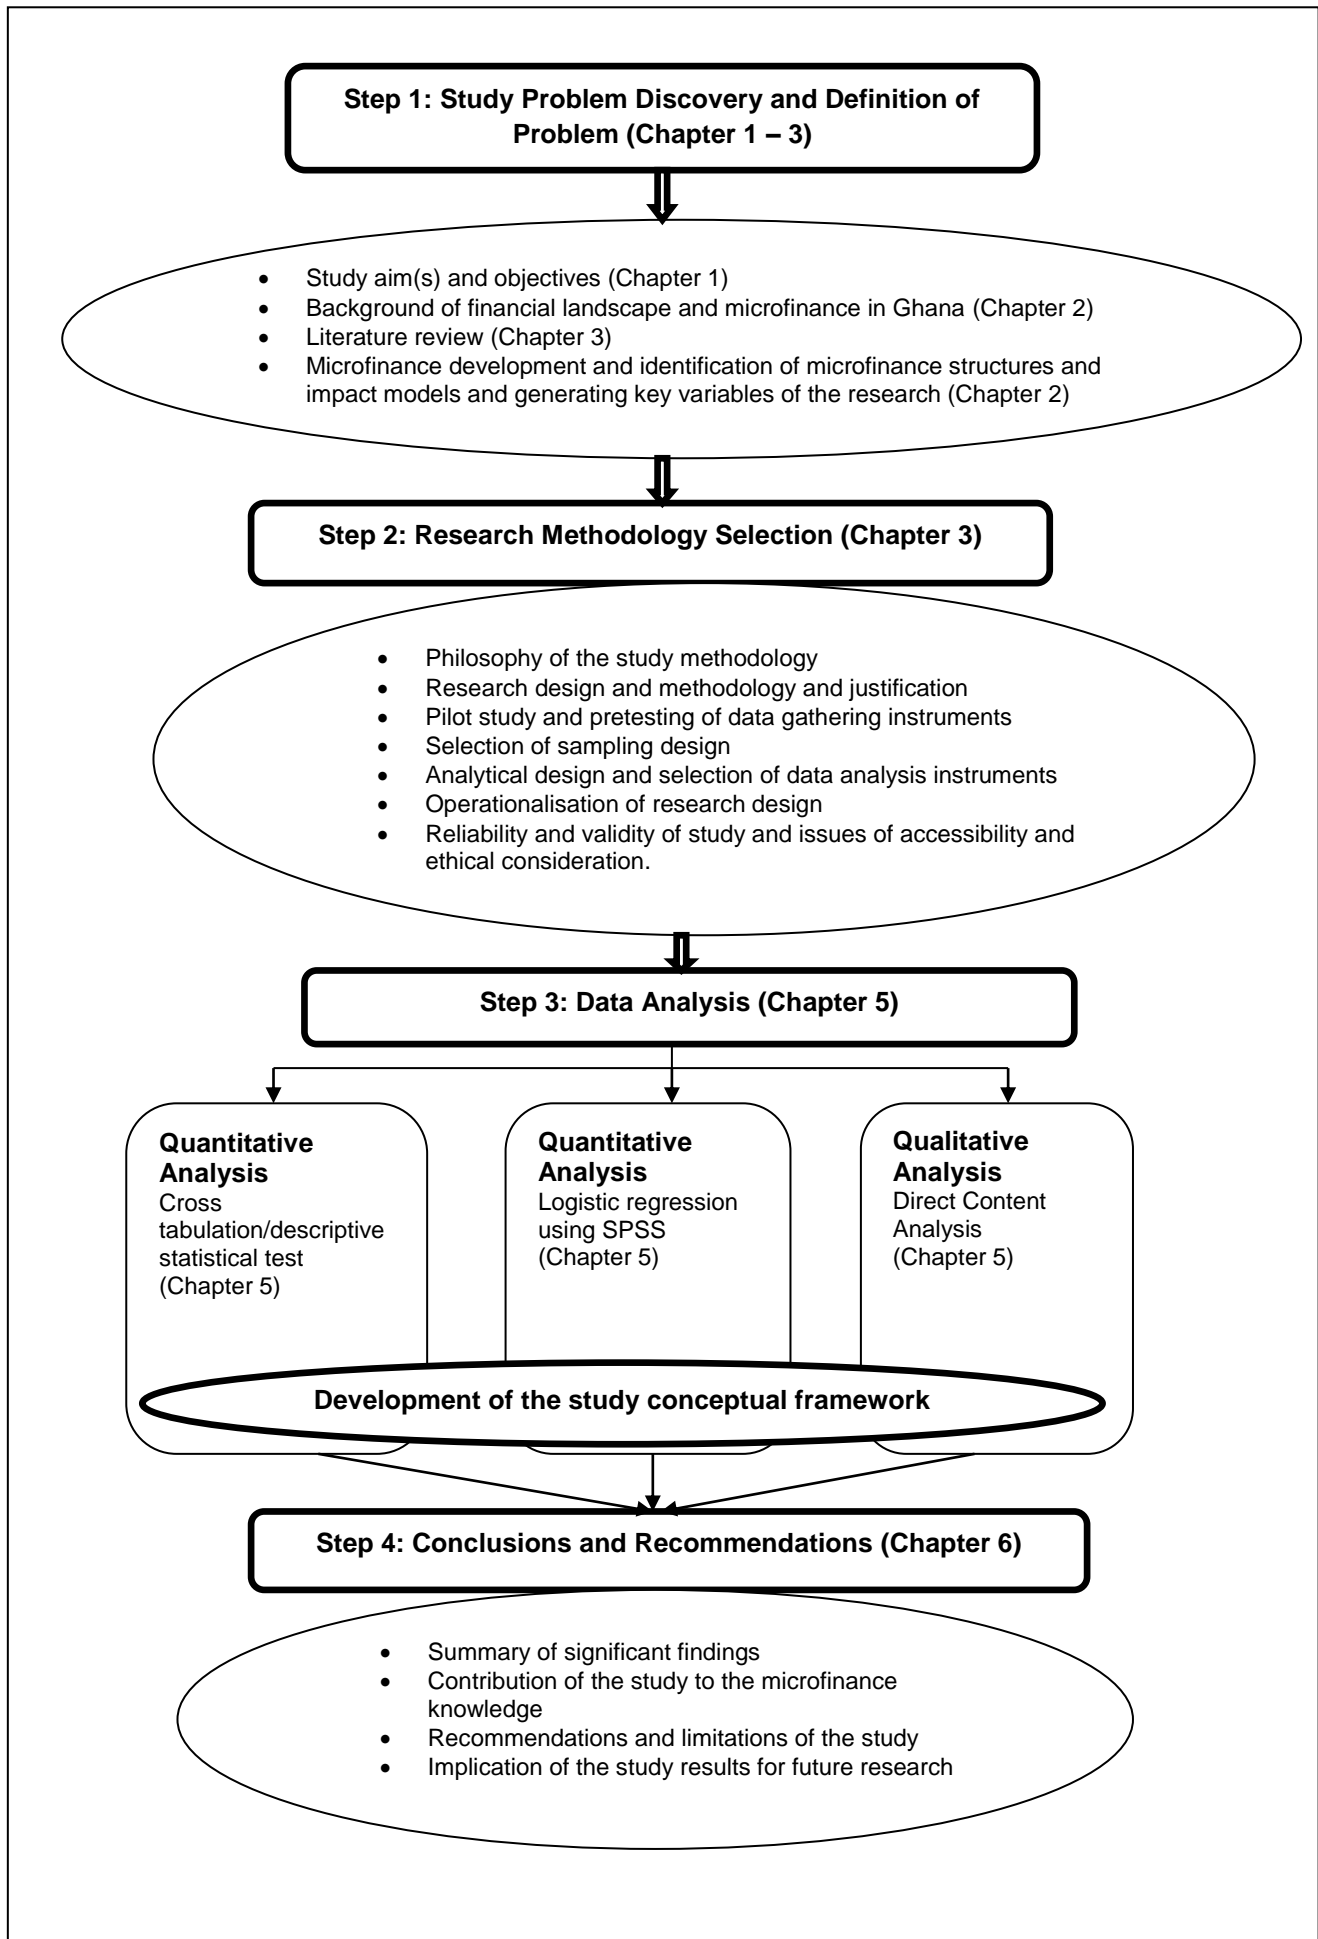 Step 1: Study Problem Discovery and Definition of
Problem (Chapter 1 – 3)
• Study aim(s) and objectives (Chapter 1)
• Background of financial landscape and microfinance in Ghana (Chapter 2)
• Literature review (Chapter 3)
• Microfinance development and identification of microfinance structures and
impact models and generating key variables of the research (Chapter 2)
Step 2: Research Methodology Selection (Chapter 3)
• Philosophy of the study methodology
• Research design and methodology and justification
• Pilot study and pretesting of data gathering instruments
• Selection of sampling design
• Analytical design and selection of data analysis instruments
• Operationalisation of research design
• Reliability and validity of study and issues of accessibility and
ethical consideration.
Step 3: Data Analysis (Chapter 5)
Quantitative
Analysis
Cross
tabulation/descriptive
statistical test
(Chapter 5)
Quantitative
Analysis
Logistic regression
using SPSS
(Chapter 5)
Qualitative
Analysis
Direct Content
Analysis
(Chapter 5)
Development of the study conceptual framework
Step 4: Conclusions and Recommendations (Chapter 6)
• Summary of significant findings
• Contribution of the study to the microfinance
knowledge
• Recommendations and limitations of the study
• Implication of the study results for future research